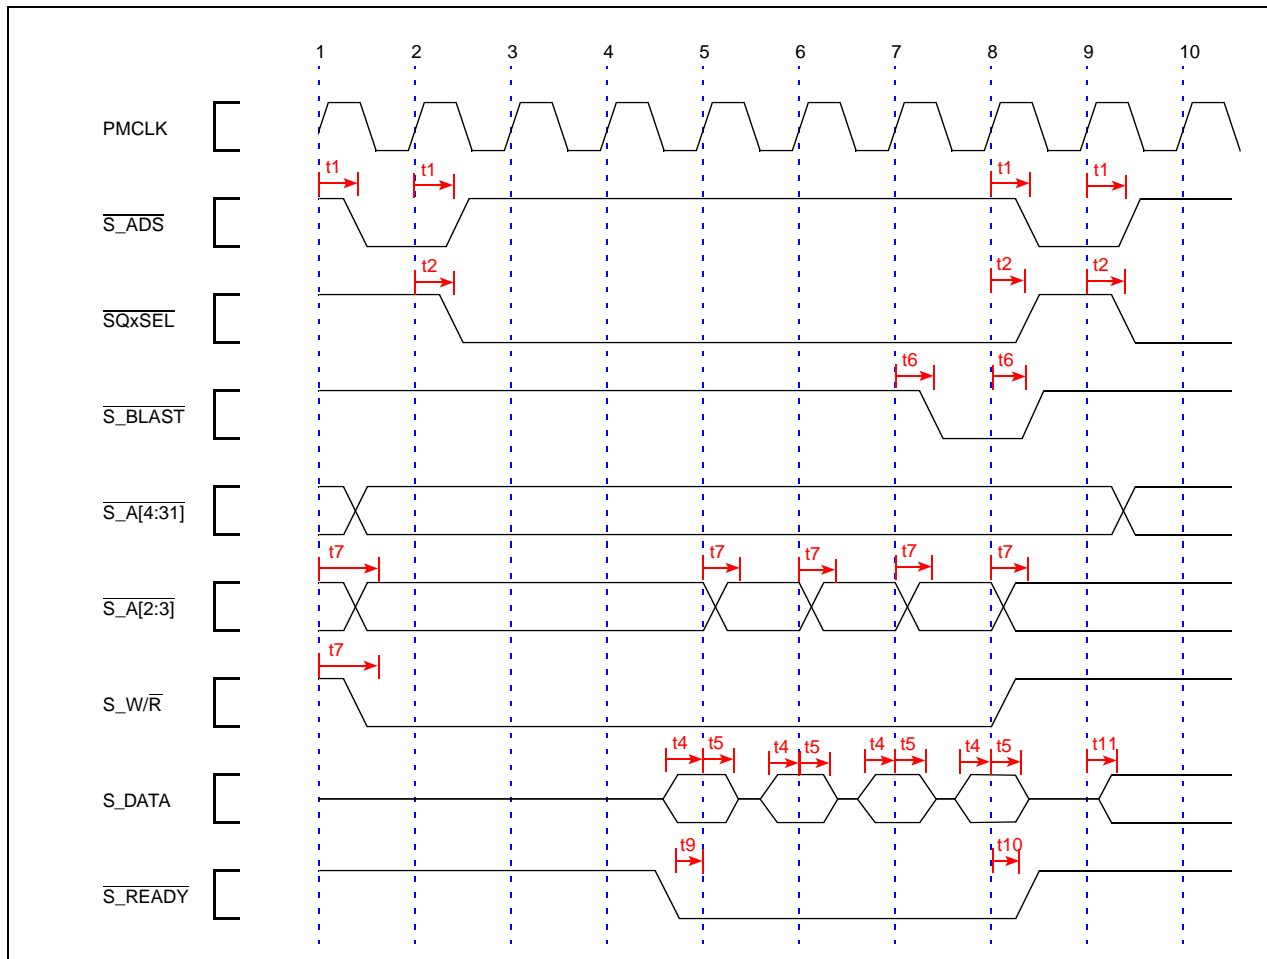 1 2 3 4 5 6 7 8 9 10
PMCLK
t1 t1 t1 t1
S_ADS
t2 t2 t2
SQxSEL
t6 t6
S_BLAST
S_A[4:31]
t7 t7 t7 t7 t7
S_A[2:3]
t7
S_W/R
t4 t5 t4 t5 t4 t5 t4 t5 t11
S_DATA
t9 t10
S_READY